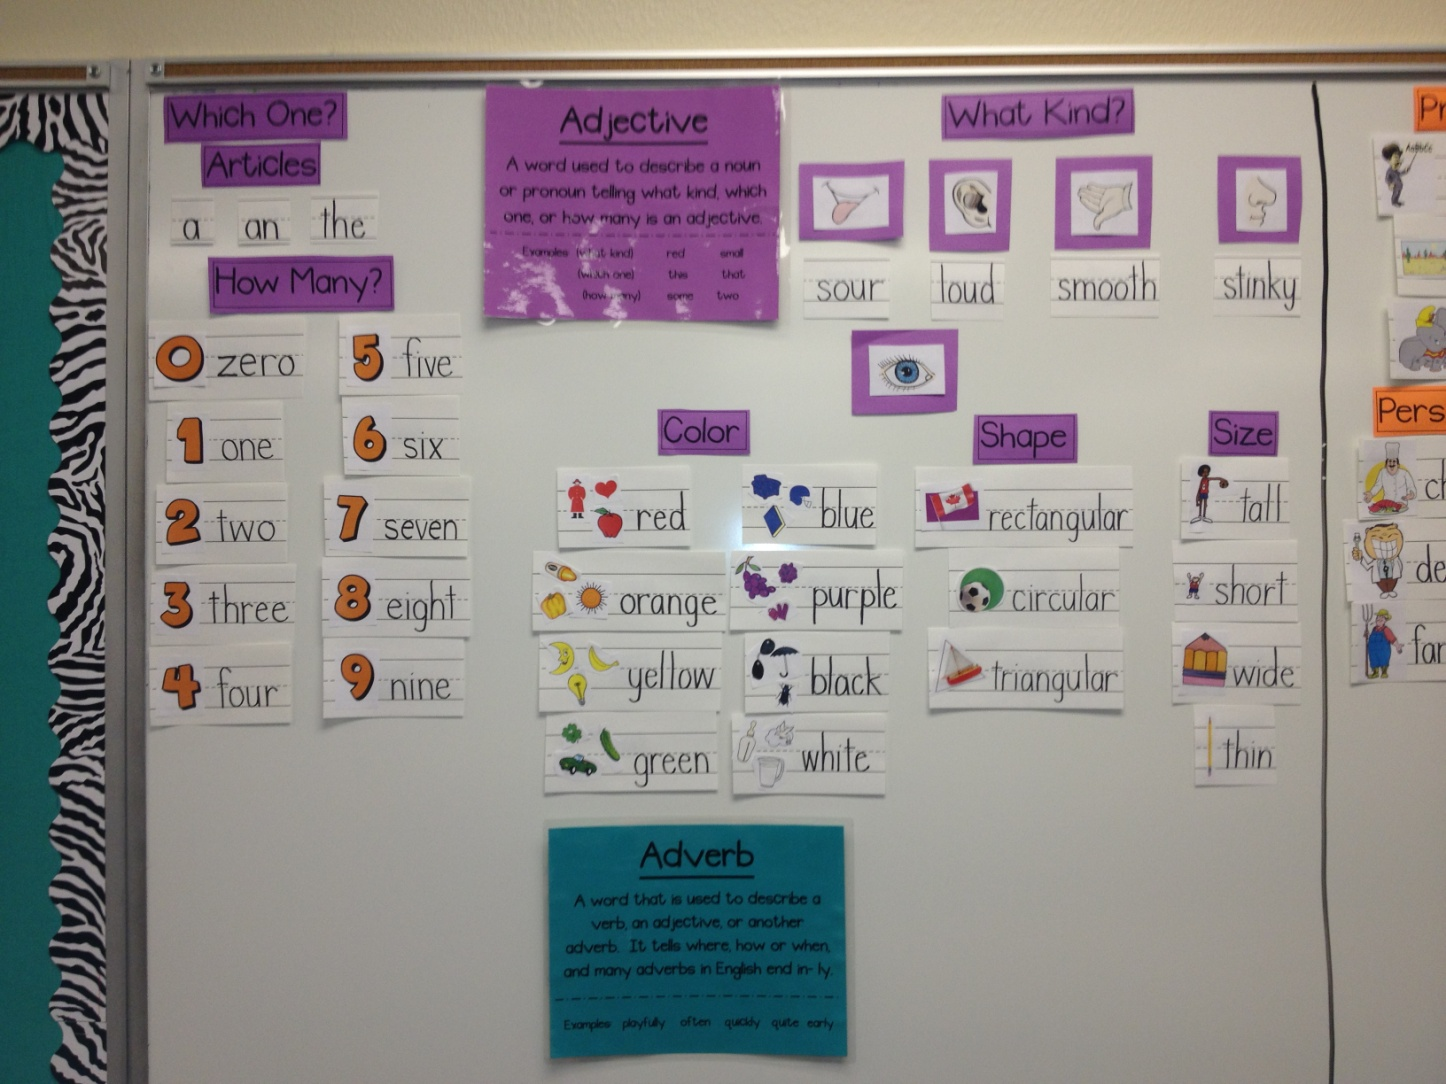 Which One?
Articles
a an the
How Many?
0 zero
1 one
2 two
3 three
4 four
5 five
6 six
7 seven
8 eight
9 nine
Adjective
A word used to describe a noun
or pronoun telling what kind, which
one, or how many is an adjective.
Examples (what kind) red small
(which one) this that
(how many) some two
What Kind?
sour
loud
smooth
stinky
Color
red
orange
yellow
green
blue
purple
black
white
Shape
rectangular
circular
triangular
Size
tall
short
wide
thin
Adverb
A word that is used to describe a
verb, an adjective, or another
adverb. It tells where, how or when,
and many adverbs in English end in- ly.
Examples playfully often quickly quite early
Pr
Pers
ch
de
far